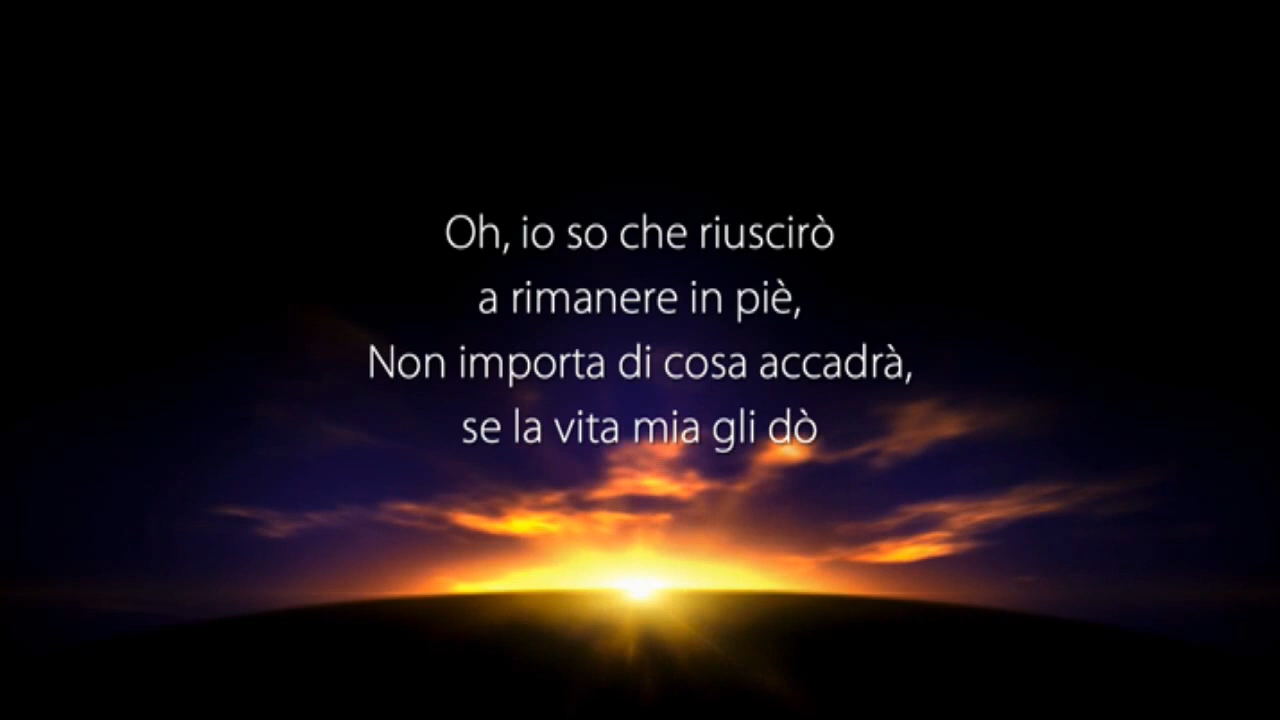 Oh, io so che riuscirò
a rimanere in piè,
Non importa di cosa accadrà,
se la vita mia gli dò